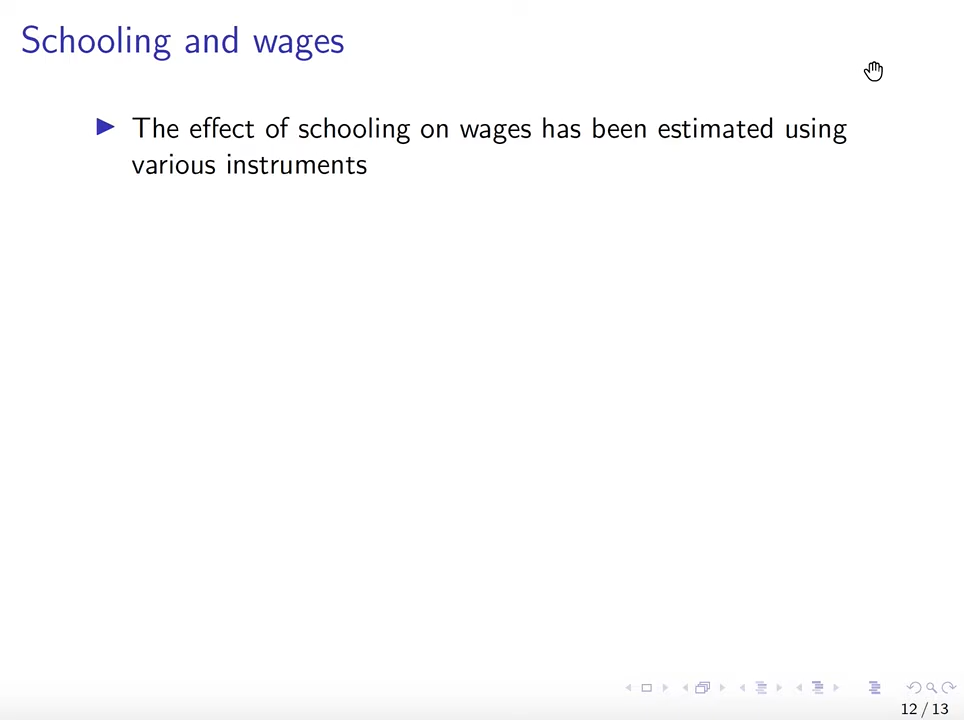 Schooling and wages
The effect of schooling on wages has been estimated using
various instruments
12 / 13